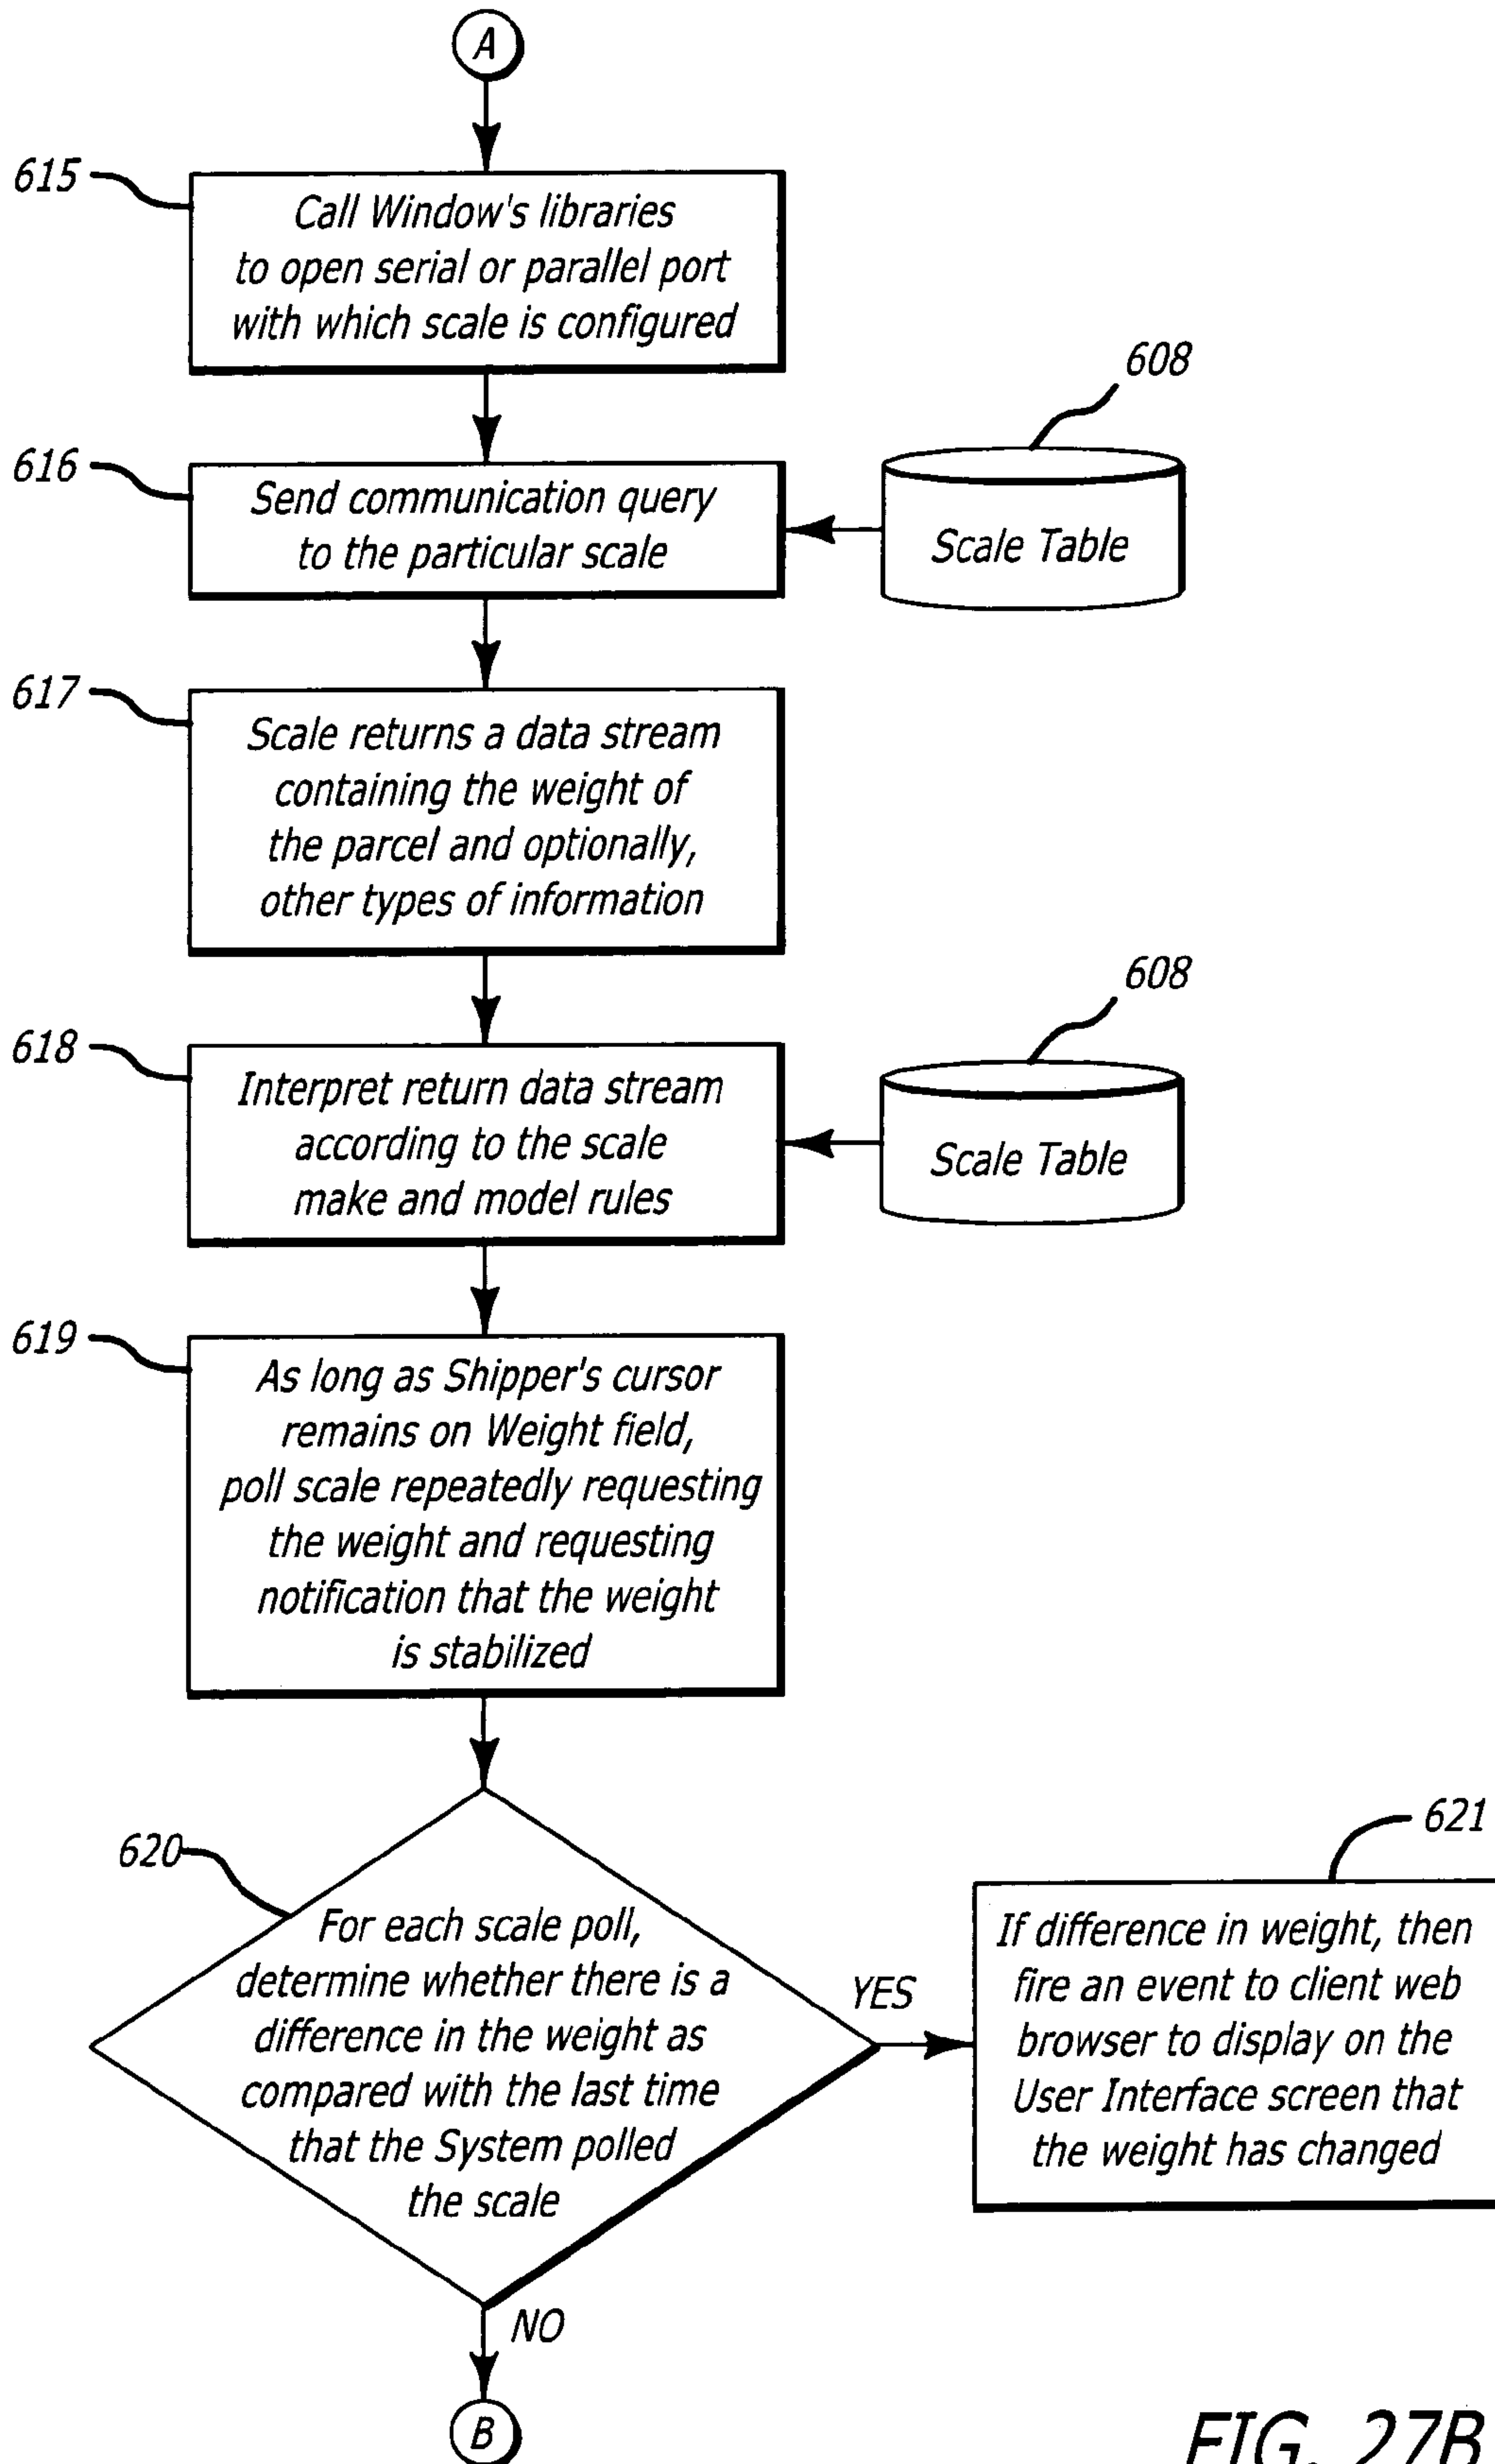 A
615
Call Window's libraries
to open serial or parallel port
with which scale is configured
608
616
Send communication query
to the particular scale
Scale Table
617
Scale returns a data stream
containing the weight of
the parcel and optionally,
other types of information
608
618
Interpret return data stream
according to the scale
make and model rules
Scale Table
619
As long as Shipper's cursor
remains on Weight field,
poll scale repeatedly requesting
the weight and requesting
notification that the weight
is stabilized
620
For each scale poll,
determine whether there is a
difference in the weight as
compared with the last time
that the System polled
the scale
YES
621
If difference in weight, then
fire an event to client web
browser to display on the
User Interface screen that
the weight has changed
NO
B
FIG. 27B